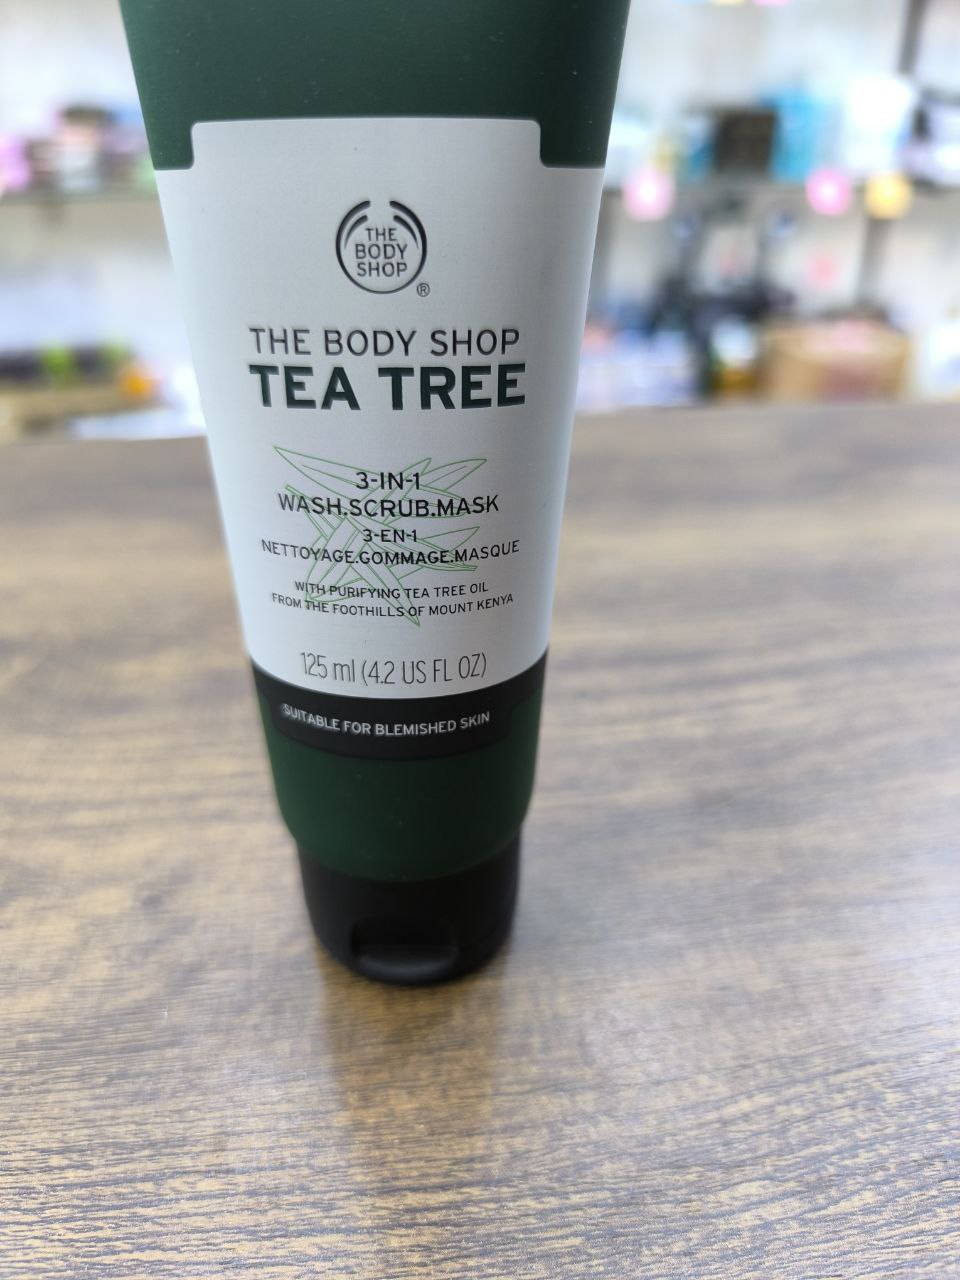 THE
BODY
SHOP
®
THE BODY SHOP
TEA TREE
3-IN-1
WASH.SCRUB.MASK
3-EN-1
NETTOYAGE.GOMMAGE.MASQUE
WITH PURIFYING TEA TREE OIL
FROM THE FOOTHILLS OF MOUNT KENYA
125 ml (4.2 US FL OZ)
SUITABLE FOR BLEMISHED SKIN